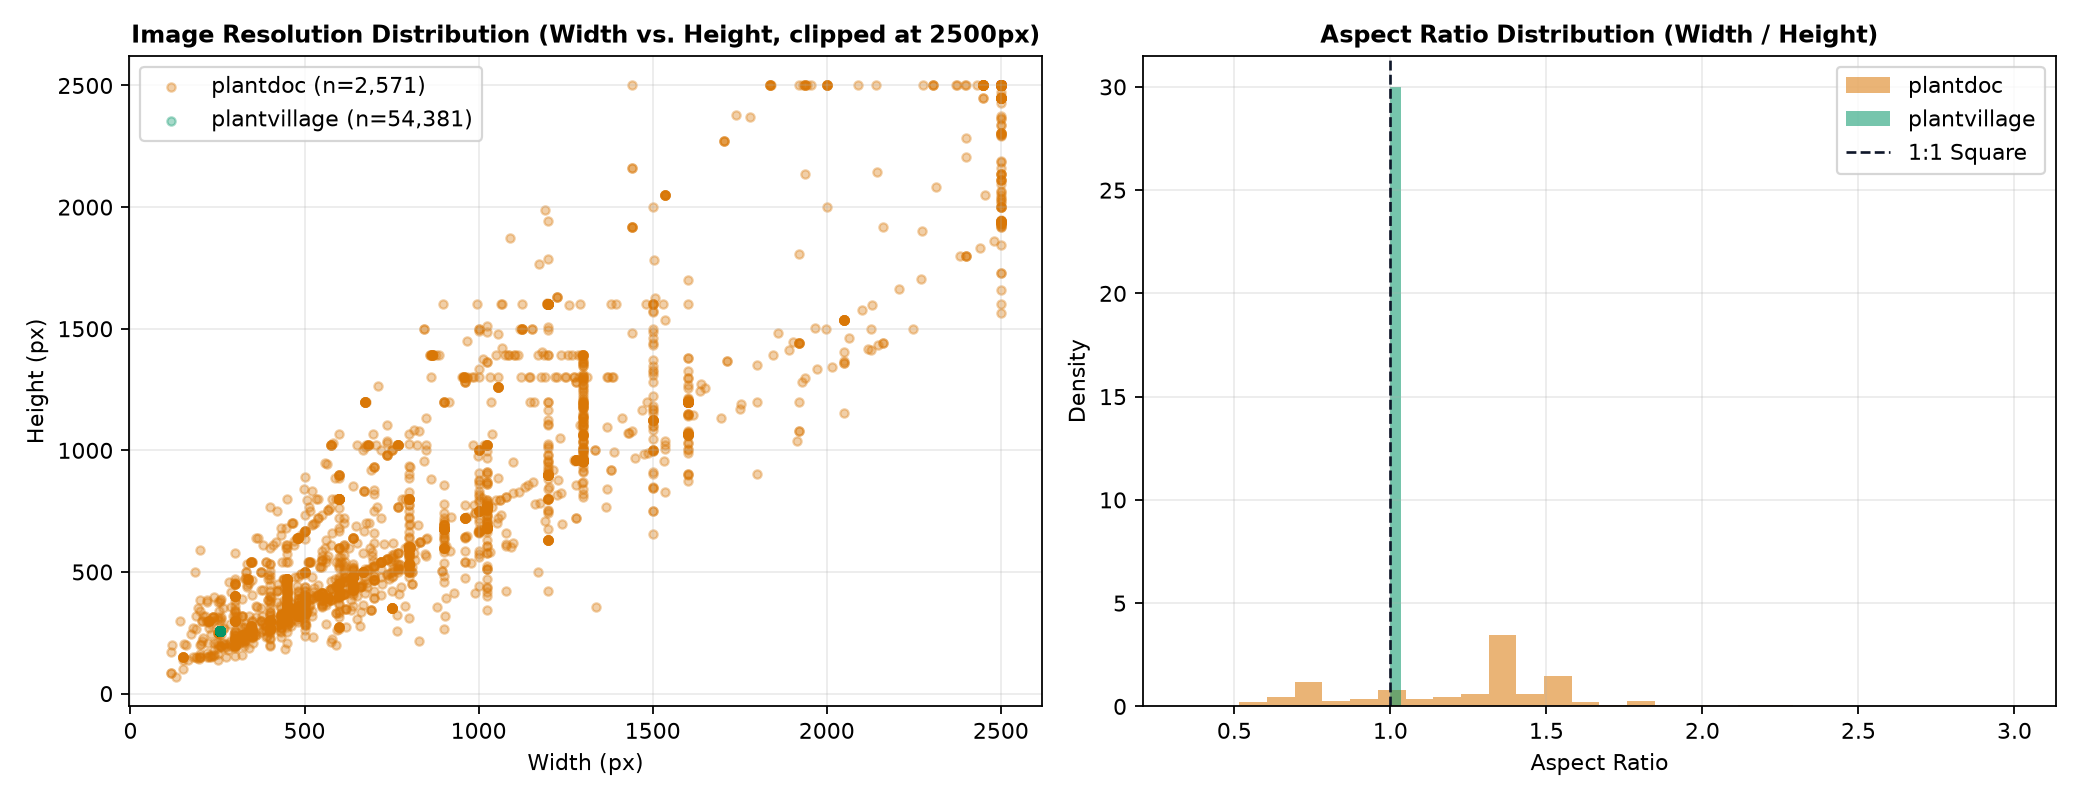 Image Resolution Distribution (Width vs. Height, clipped at 2500px)
plantdoc (n=2,571)
plantvillage (n=54,381)
2500
2000
1500
1000
500
0
Height (px)
0 500 1000 1500 2000 2500
Width (px)
Aspect Ratio Distribution (Width / Height)
plantdoc
plantvillage
1:1 Square
30
25
20
15
10
5
0
Density
0.5 1.0 1.5 2.0 2.5 3.0
Aspect Ratio